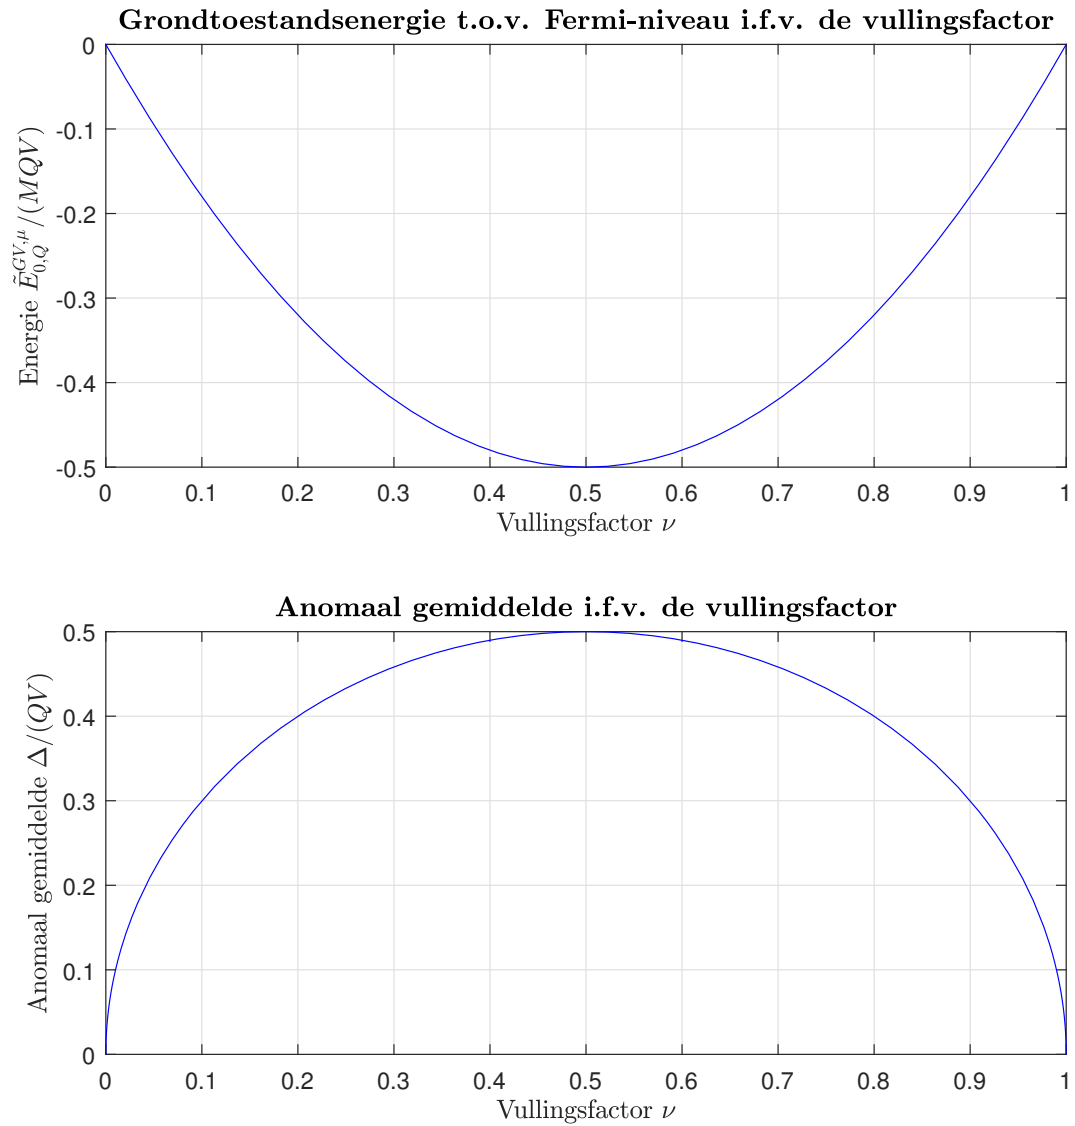 Grondtoestandsenergie t.o.v. Fermi-niveau i.f.v. de vullingsfactor
0
-0.1
-0.2
-0.3
-0.4
-0.5
Energie $\tilde{E}_{0,Q}^{GV,\mu}/(MQV)$
0 0.1 0.2 0.3 0.4 0.5 0.6 0.7 0.8 0.9 1
Vullingsfactor ν
Anomaal gemiddelde i.f.v. de vullingsfactor
0.5
0.4
0.3
0.2
0.1
0
Anomaal gemiddelde Δ/(QV)
0 0.1 0.2 0.3 0.4 0.5 0.6 0.7 0.8 0.9 1
Vullingsfactor ν